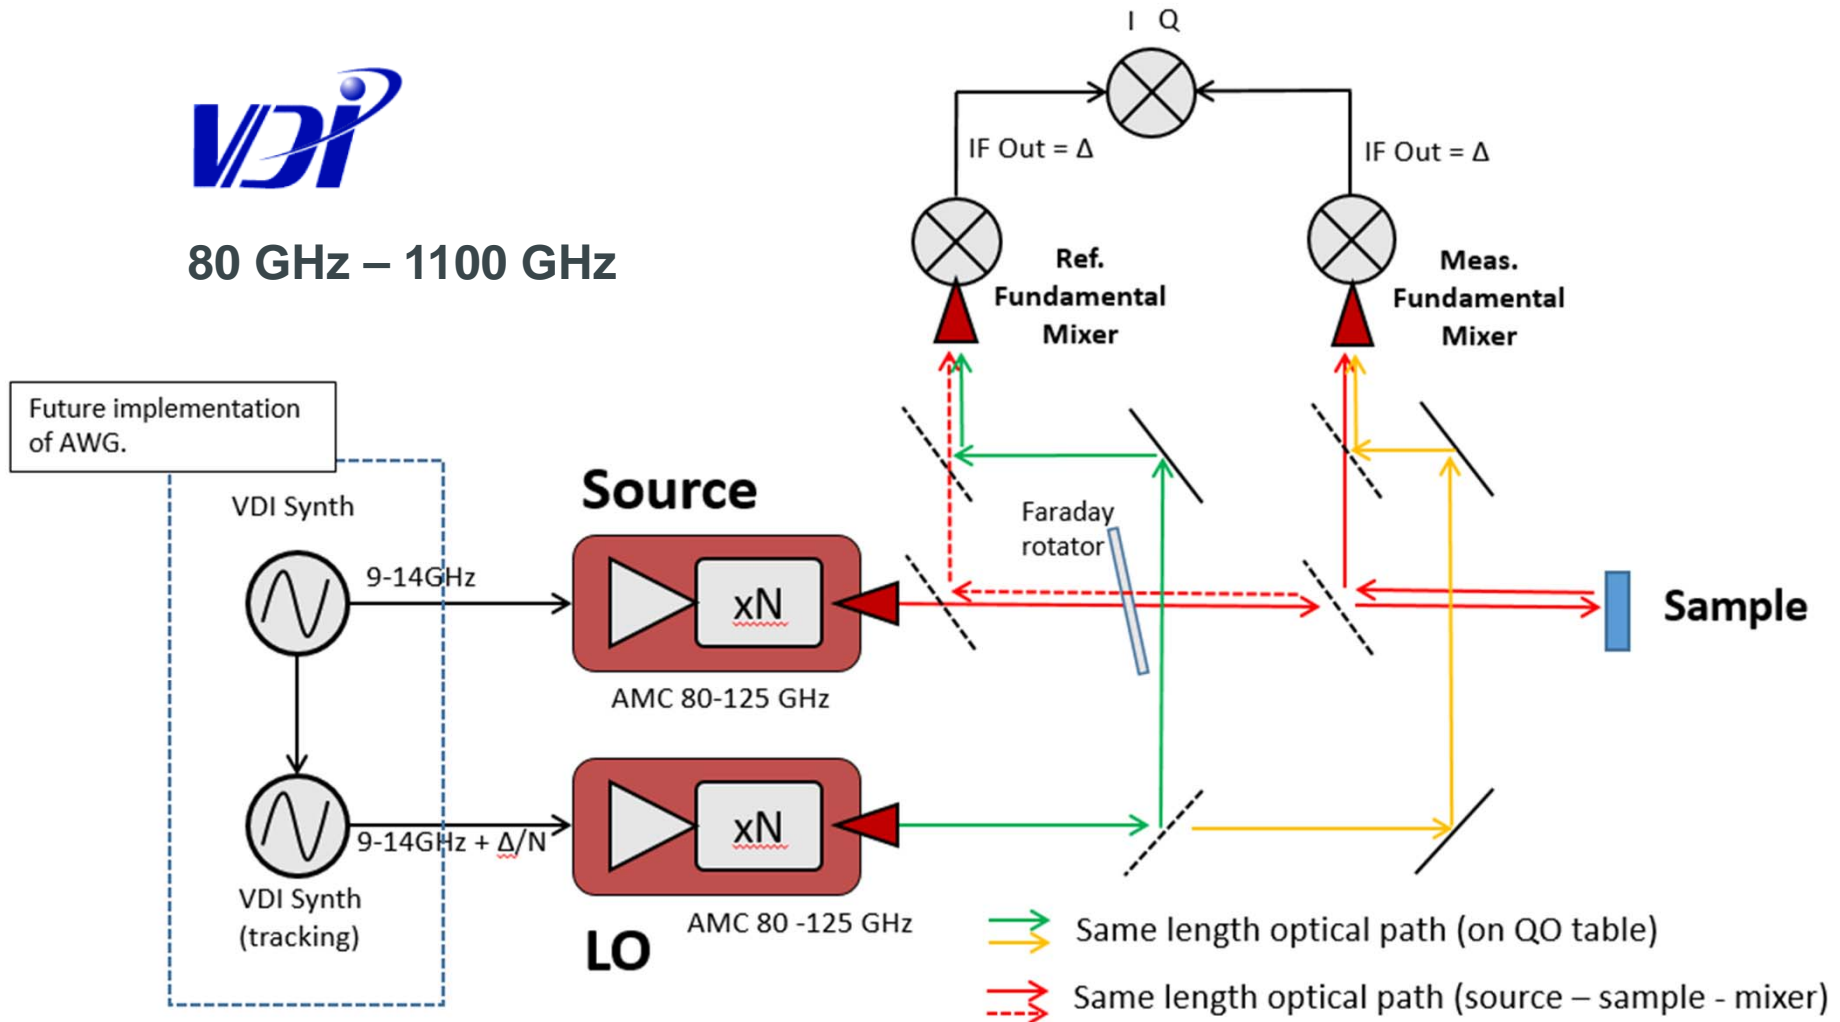 I Q
VDI
IF Out = Δ
IF Out = Δ
80 GHz – 1100 GHz
Ref.
Fundamental
Mixer
Meas.
Fundamental
Mixer
Future implementation
of AWG.
VDI Synth
Source
Faraday
rotator
9-14GHz
xN
Sample
AMC 80-125 GHz
xN
9-14GHz + Δ/N
VDI Synth
(tracking)
LO
AMC 80 -125 GHz
Same length optical path (on QO table)
Same length optical path (source – sample - mixer)